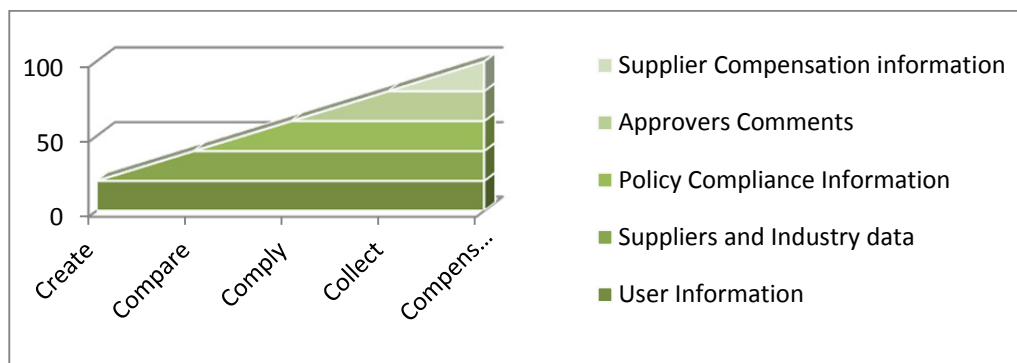 100
50
0
Create
Compare
Comply
Collect
Compens...
Supplier Compensation information
Approvers Comments
Policy Compliance Information
Suppliers and Industry data
User Information